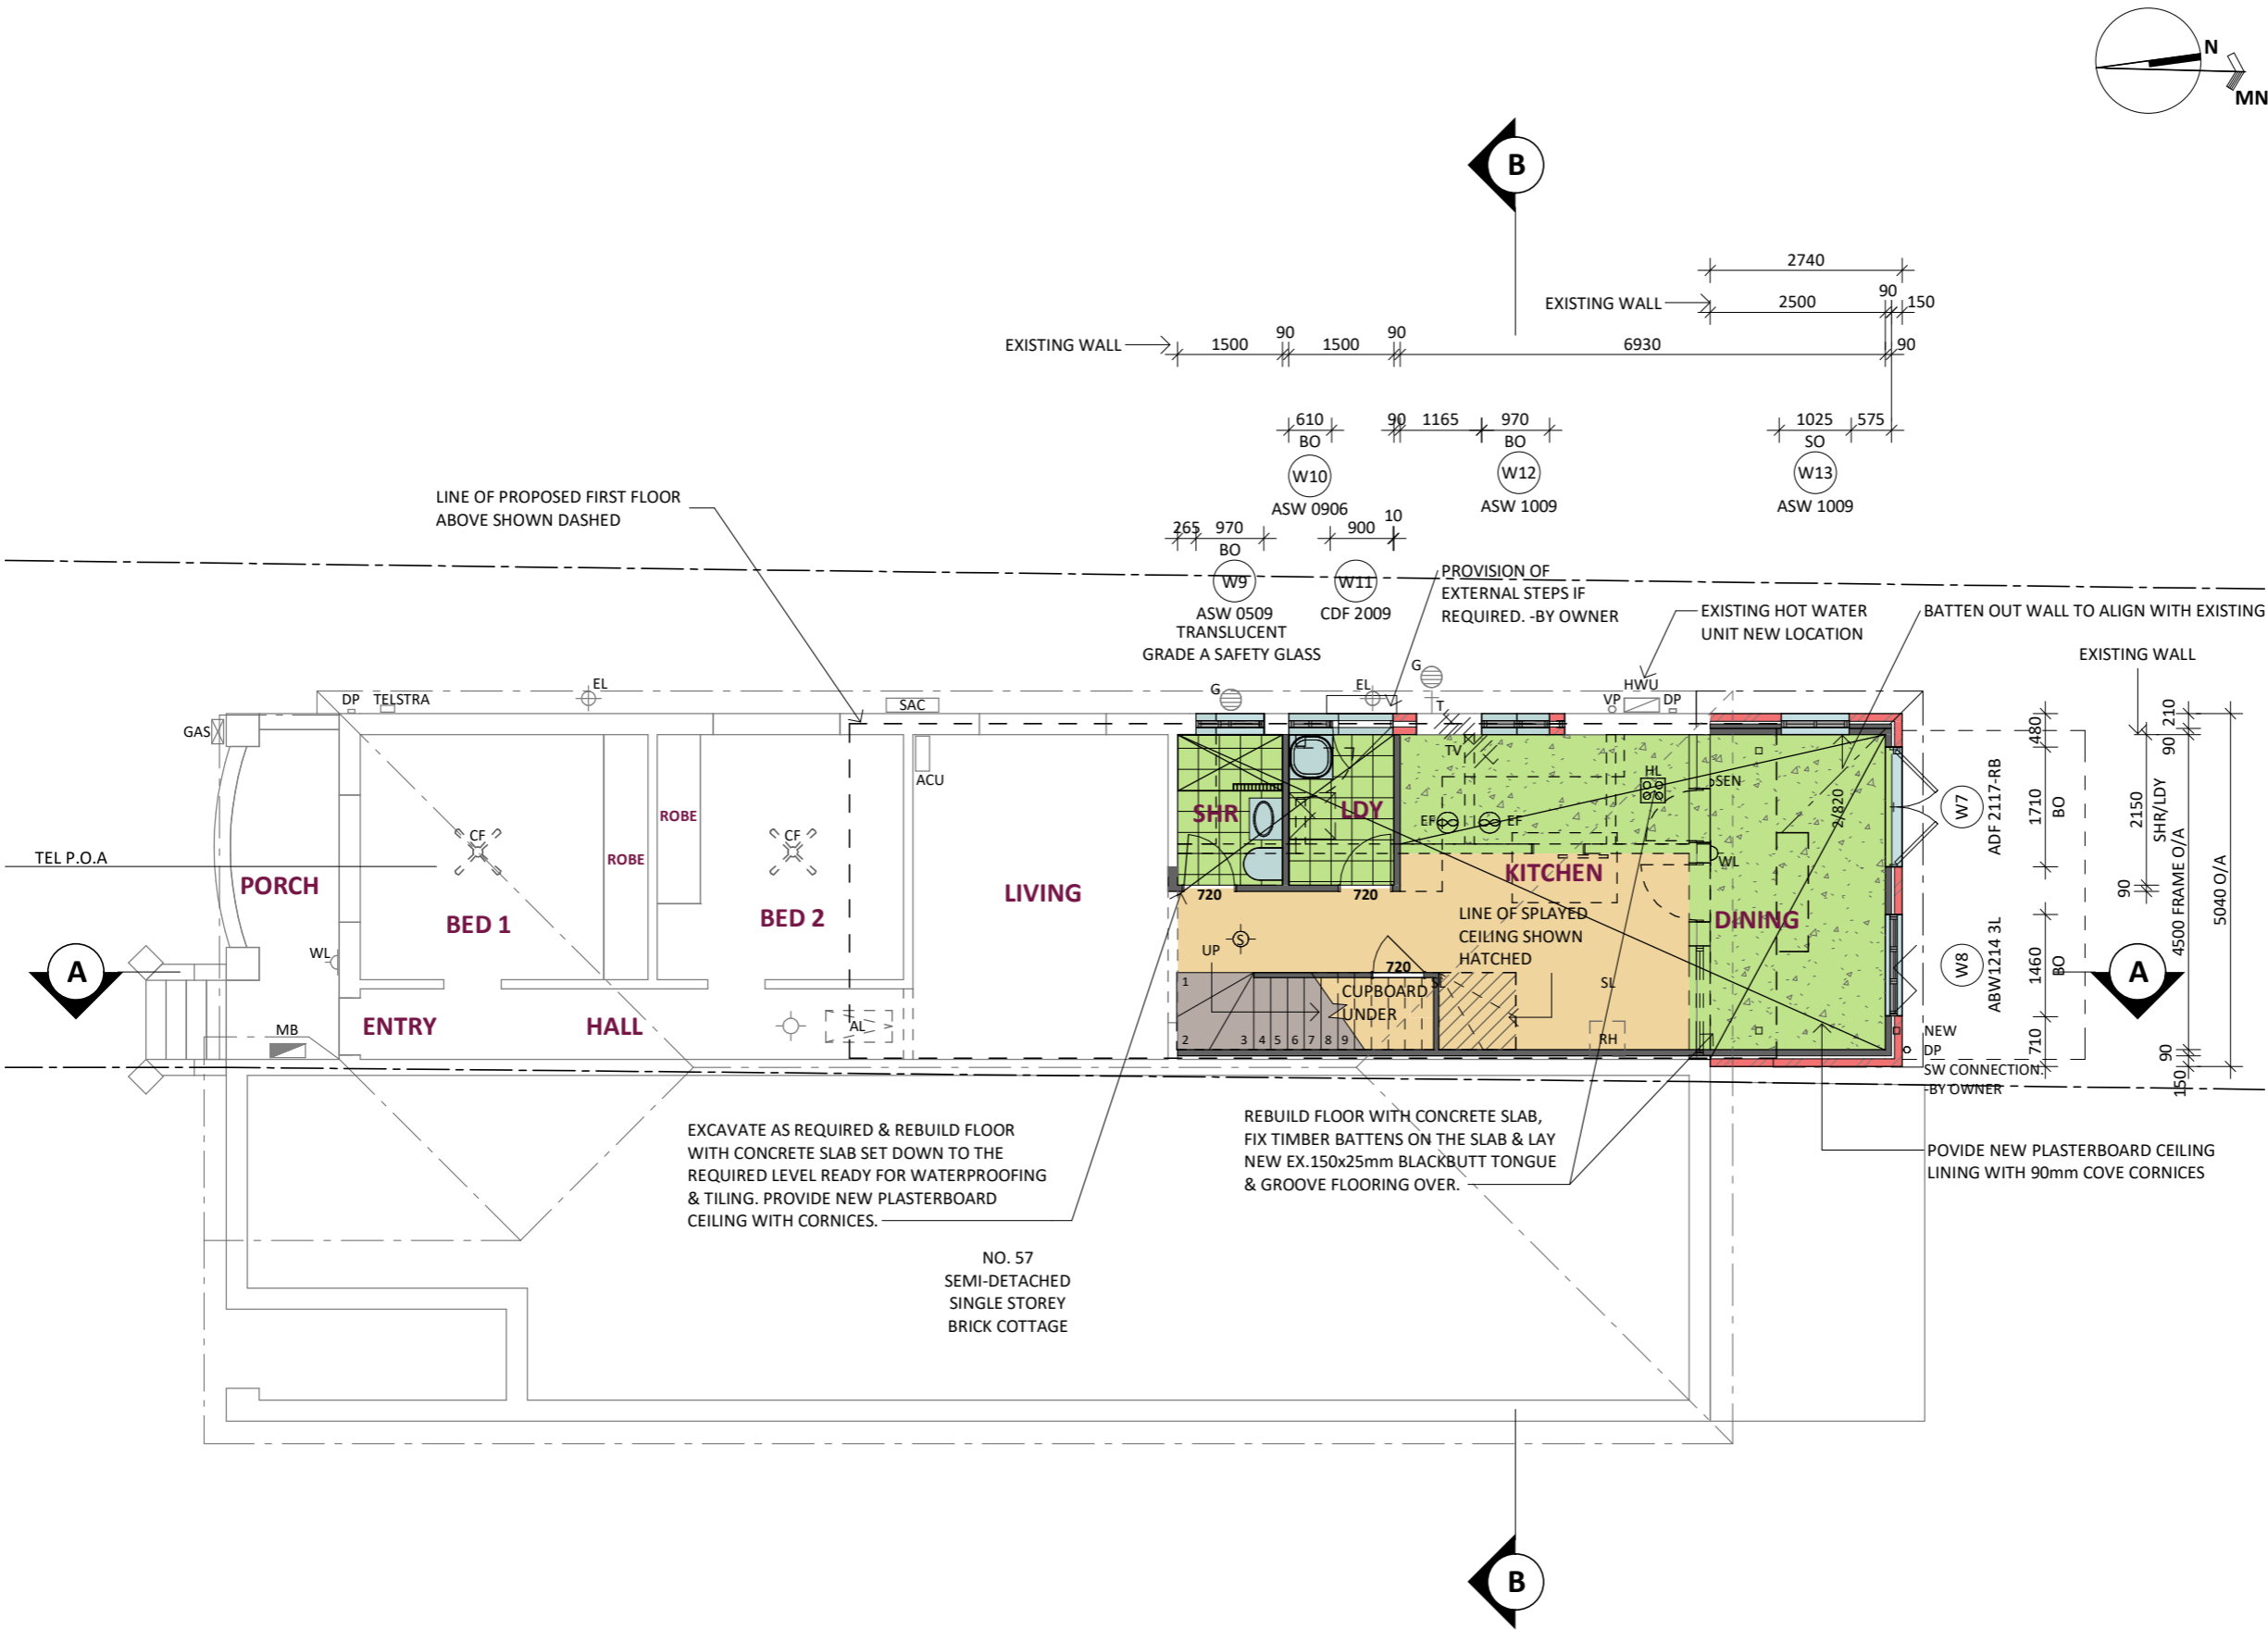 N
MN
B
2740
EXISTING WALL
2500
90
150
EXISTING WALL
1500
90
1500
90
6930
90
610
BO
90
1165
970
BO
1025
SO
575
W10
ASW 0906
W12
ASW 1009
W13
ASW 1009
LINE OF PROPOSED FIRST FLOOR
ABOVE SHOWN DASHED
265
970
BO
900
10
W9
ASW 0509
TRANSLUCENT
GRADE A SAFETY GLASS
W11
CDF 2009
PROVISION OF
EXTERNAL STEPS IF
REQUIRED. -BY OWNER
EXISTING HOT WATER
UNIT NEW LOCATION
BATTEN OUT WALL TO ALIGN WITH EXISTING
EXISTING WALL
GAS
DP
TELSTRA
EL
SAC
G
EL
G
T
HWU
VP
DP
ACU
TV
HL
SEN
EF
EF
WL
2/820
CF
CF
TEL P.O.A
PORCH
BED 1
ROBE
ROBE
BED 2
LIVING
SHR
LDY
KITCHEN
DINING
720
720
720
LINE OF SPLAYED
CEILING SHOWN
HATCHED
S
UP
CUPBOARD
UNDER
SL
SL
RH
1
2
3
4
5
6
7
8
9
WL
A
MB
ENTRY
HALL
AL
480
1710
BO
1460
BO
710
W7
ADF 2117-RB
W8
ABW1214 3L
210
90
2150
SHR/LDY
90
4500 FRAME O/A
90
150
5040 O/A
A
NEW
DP
SW CONNECTION.
-BY OWNER
EXCAVATE AS REQUIRED & REBUILD FLOOR
WITH CONCRETE SLAB SET DOWN TO THE
REQUIRED LEVEL READY FOR WATERPROOFING
& TILING. PROVIDE NEW PLASTERBOARD
CEILING WITH CORNICES.
REBUILD FLOOR WITH CONCRETE SLAB,
FIX TIMBER BATTENS ON THE SLAB & LAY
NEW EX.150x25mm BLACKBUTT TONGUE
& GROOVE FLOORING OVER.
POVIDE NEW PLASTERBOARD CEILING
LINING WITH 90mm COVE CORNICES
NO. 57
SEMI-DETACHED
SINGLE STOREY
BRICK COTTAGE
B